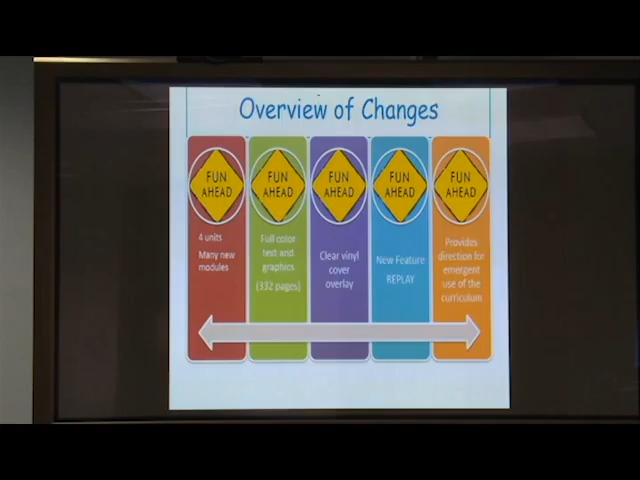 Overview of Changes
FUN
AHEAD
4 units
Many new
modules
FUN
AHEAD
Full color
text and
graphics
(332 pages)
FUN
AHEAD
Clear vinyl
cover
overlay
FUN
AHEAD
New Feature
REPLAY
FUN
AHEAD
Provides
direction for
emergent
use of the
curriculum